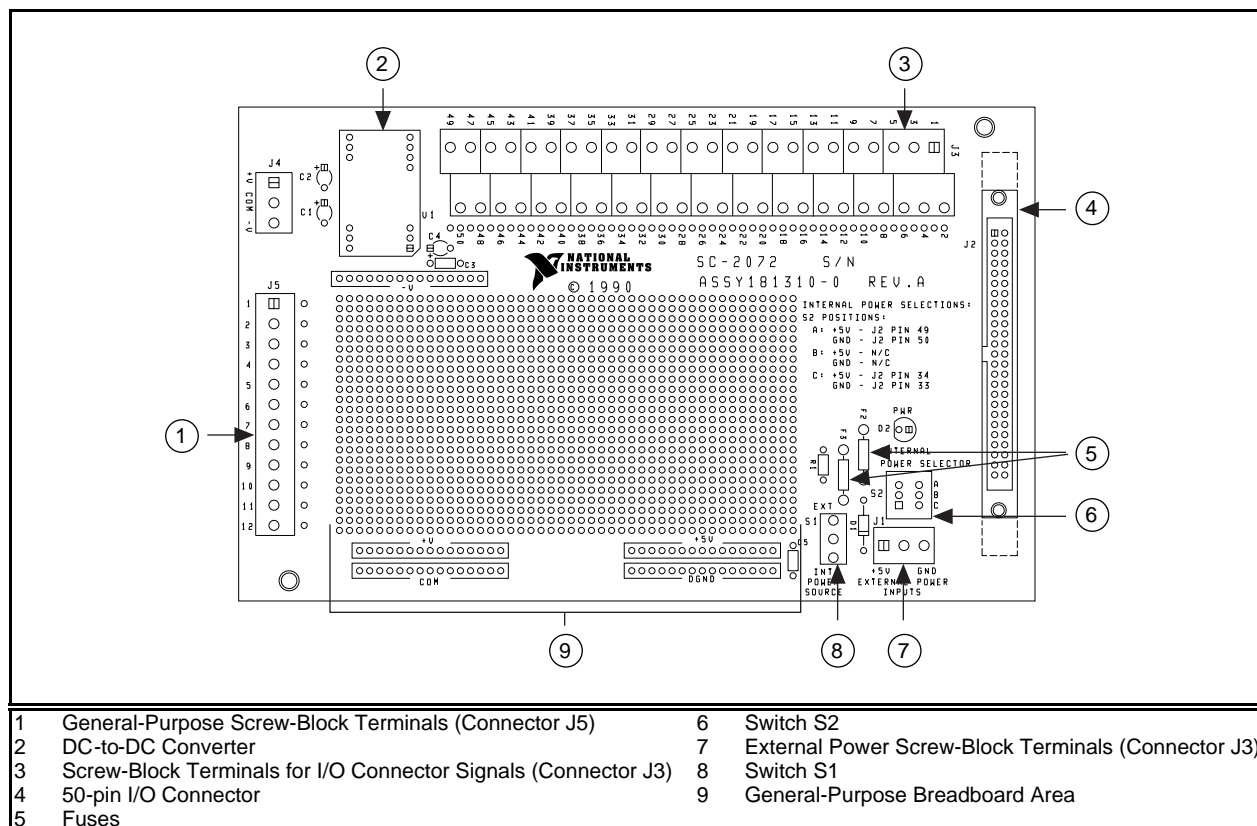 2
3
49 47 45 43 41 39 37 35 33 31 29 27 25 23 21 19 17 15 13 11 9 7 5 3 1
J3
J4
+V COM -V
C2 +
C1 +
U1
50 48 46 44 42 40 38 36 34 32 30 28 26 24 22 20 18 16 14 12 10 8 6 4 2
4
J2
C4
+
C3
NATIONAL
INSTRUMENTS
© 1990
SC-2072 S/N
ASSY181310-0 REV.A
-V
J5
1
2
3
4
5
6
7
8
9
10
11
12
1
INTERNAL POWER SELECTIONS:
S2 POSITIONS:
A: +5V - J2 PIN 49
GND - J2 PIN 50
B: +5V - N/C
GND - N/C
C: +5V - J2 PIN 34
GND - J2 PIN 33
F2
PWR
D2
F3
R1
INTERNAL
POWER SELECTOR
5
S2
A
B
C
6
EXT
S1
D1
J1
C5
+V
+5V
COM
DGND
INT
POWER
SOURCE
+5V GND
EXTERNAL POWER
INPUTS
9
8
7
1 General-Purpose Screw-Block Terminals (Connector J5)
2 DC-to-DC Converter
3 Screw-Block Terminals for I/O Connector Signals (Connector J3)
4 50-pin I/O Connector
5 Fuses
6 Switch S2
7 External Power Screw-Block Terminals (Connector J3)
8 Switch S1
9 General-Purpose Breadboard Area